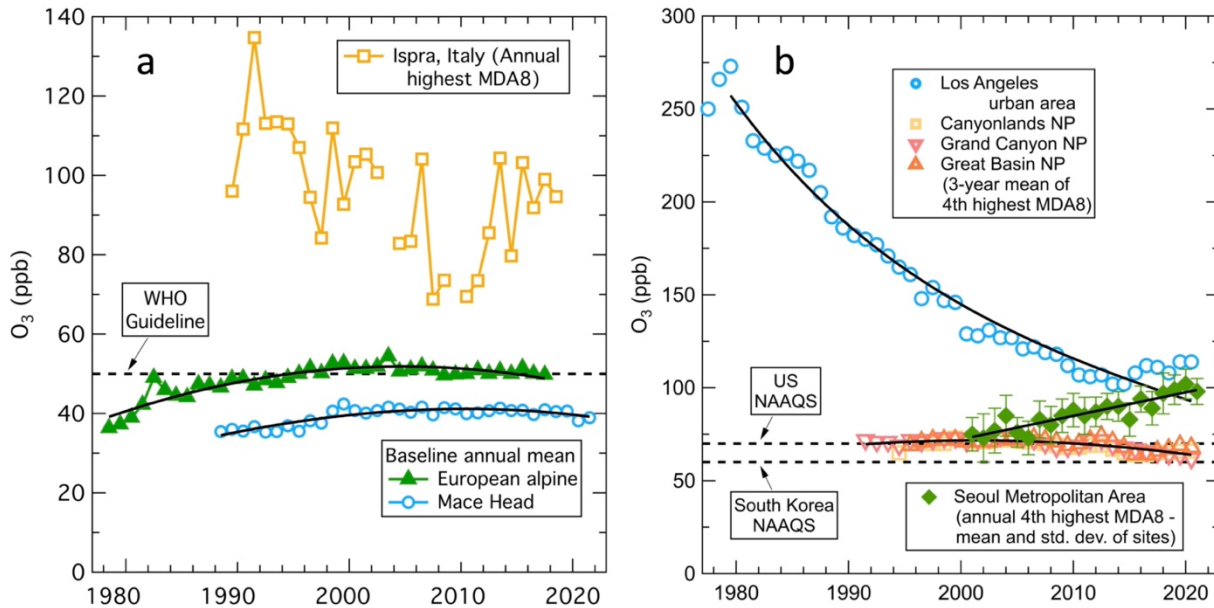 a
140
120
100
80
60
40
20
0
O3 (ppb)
1980
1990
2000
2010
2020
Ispra, Italy (Annual
highest MDA8)
WHO
Guideline
Baseline annual mean
European alpine
Mace Head
b
300
250
200
150
100
50
0
O3 (ppb)
1980
1990
2000
2010
2020
Los Angeles
urban area
Canyonlands NP
Grand Canyon NP
Great Basin NP
(3-year mean of
4th highest MDA8)
US
NAAQS
South Korea
NAAQS
Seoul Metropolitan Area
(annual 4th highest MDA8 -
mean and std. dev. of sites)